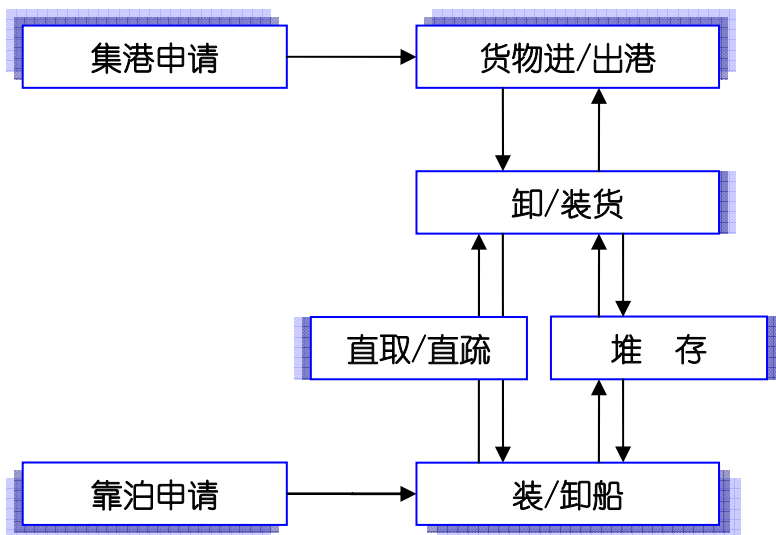 集港申请
货物进/出港
卸/装货
直取/直疏
堆 存
靠泊申请
装/卸船